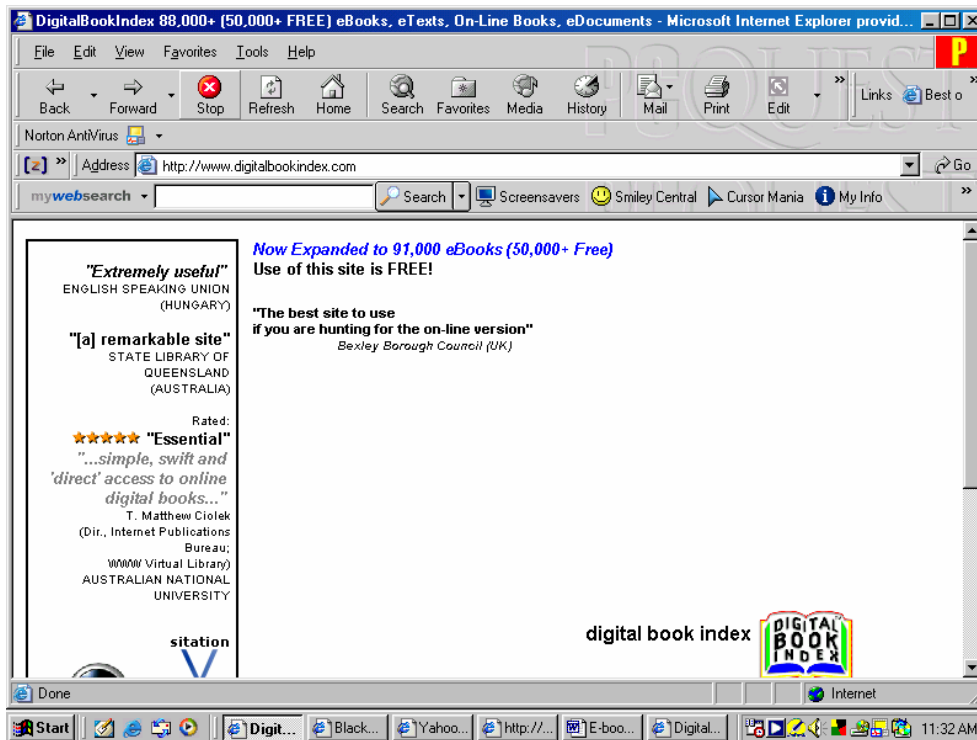 DigitalBookIndex 88,000+ (50,000+ FREE) eBooks, eTexts, On-Line Books, eDocuments - Microsoft Internet Explorer provid...
File Edit View Favorites Tools Help
Back Forward Stop Refresh Home Search Favorites Media History Mail Print Edit » Links Best o »
Norton AntiVirus
[z] » Address http://www.digitalbookindex.com Go
mywebsearch Search Screensavers Smiley Central Cursor Mania My Info »
Now Expanded to 91,000 eBooks (50,000+ Free)
Use of this site is FREE!
"The best site to use
if you are hunting for the on-line version"
Bexley Borough Council (UK)
"Extremely useful"
ENGLISH SPEAKING UNION
(HUNGARY)
"[a] remarkable site"
STATE LIBRARY OF
QUEENSLAND
(AUSTRALIA)
Rated:
"Essential"
"...simple, swift and
'direct' access to online
digital books..."
T. Matthew Ciolek
(Dir., Internet Publications
Bureau;
WWW Virtual Library)
AUSTRALIAN NATIONAL
UNIVERSITY
sitation
digital book index
DIGITAL
BOOK
INDEX
Done Internet
Start Digit... Black... Yahoo... http://... E-boo... Digital... 11:32 AM